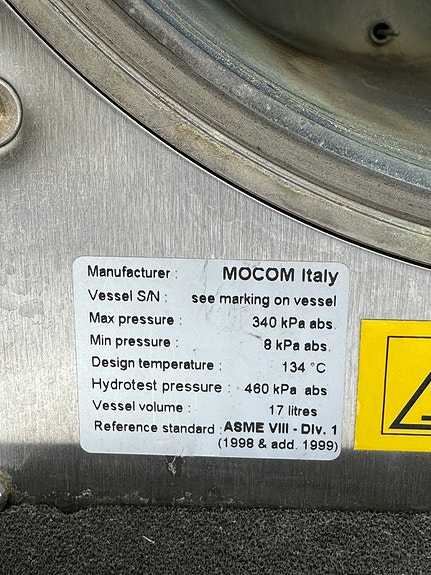 Manufacturer : MOCOM Italy
Vessel S/N : see marking on vessel
Max pressure : 340 kPa abs.
Min pressure : 8 kPa abs.
Design temperature : 134 °C
Hydrotest pressure : 460 kPa abs
Vessel volume : 17 litres
Reference standard : ASME VIII - Div. 1
(1998 & add. 1999)